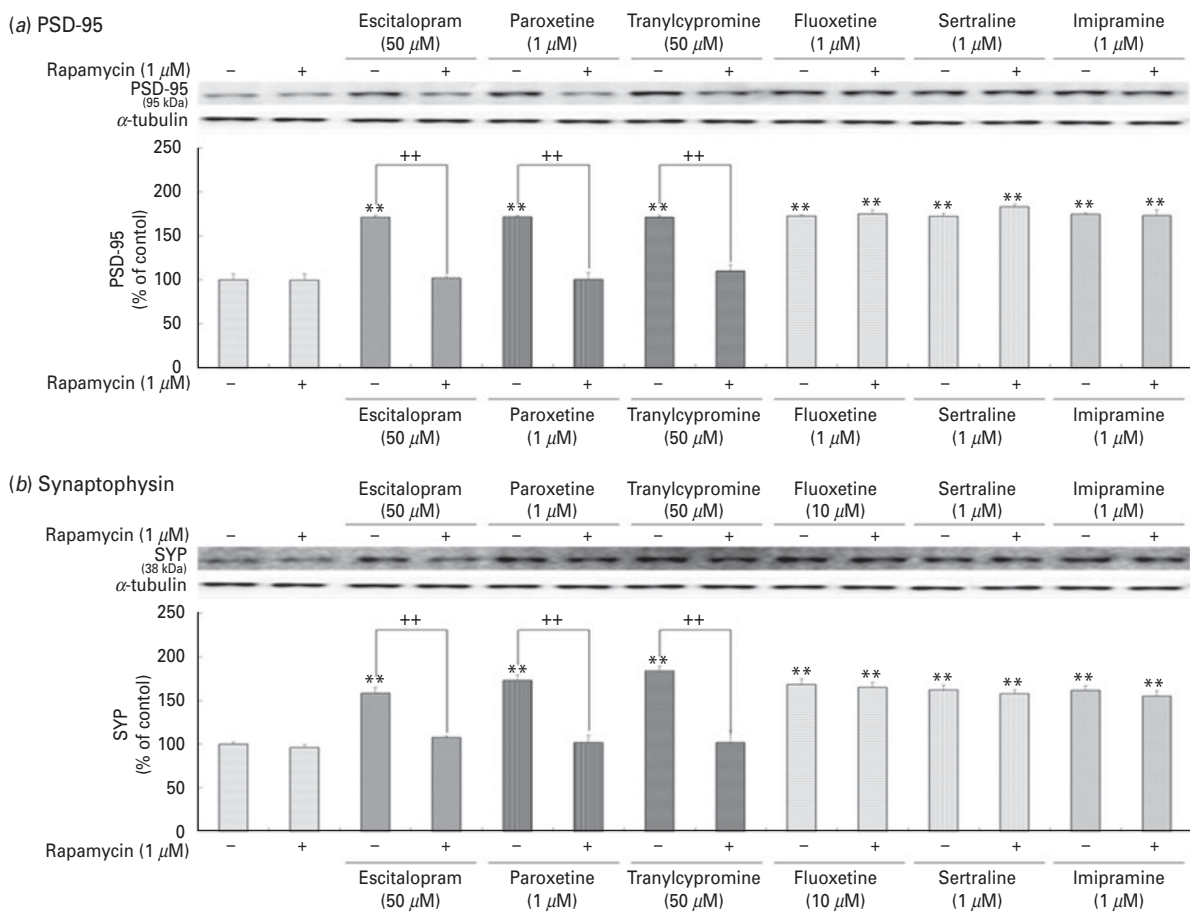 (a) PSD-95
Escitalopram Paroxetine Tranylcypromine Fluoxetine Sertraline Imipramine
(50 μM) (1 μM) (50 μM) (1 μM) (1 μM) (1 μM)
Rapamycin (1 μM) – + – + – + – + – + – + – +
PSD-95
(95 kDa)
α-tubulin
250
200
150
100
50
0
PSD-95
(% of contol)
++ ++ ++
** ** ** ** ** ** ** ** **
Rapamycin (1 μM) – + – + – + – + – + – + – +
Escitalopram Paroxetine Tranylcypromine Fluoxetine Sertraline Imipramine
(50 μM) (1 μM) (50 μM) (1 μM) (1 μM) (1 μM)
(b) Synaptophysin
Escitalopram Paroxetine Tranylcypromine Fluoxetine Sertraline Imipramine
(50 μM) (1 μM) (50 μM) (10 μM) (1 μM) (1 μM)
Rapamycin (1 μM) – + – + – + – + – + – + – +
SYP
(38 kDa)
α-tubulin
250
200
150
100
50
0
SYP
(% of contol)
++ ++ ++
** ** ** ** ** ** ** ** **
Rapamycin (1 μM) – + – + – + – + – + – + – +
Escitalopram Paroxetine Tranylcypromine Fluoxetine Sertraline Imipramine
(50 μM) (1 μM) (50 μM) (10 μM) (1 μM) (1 μM)